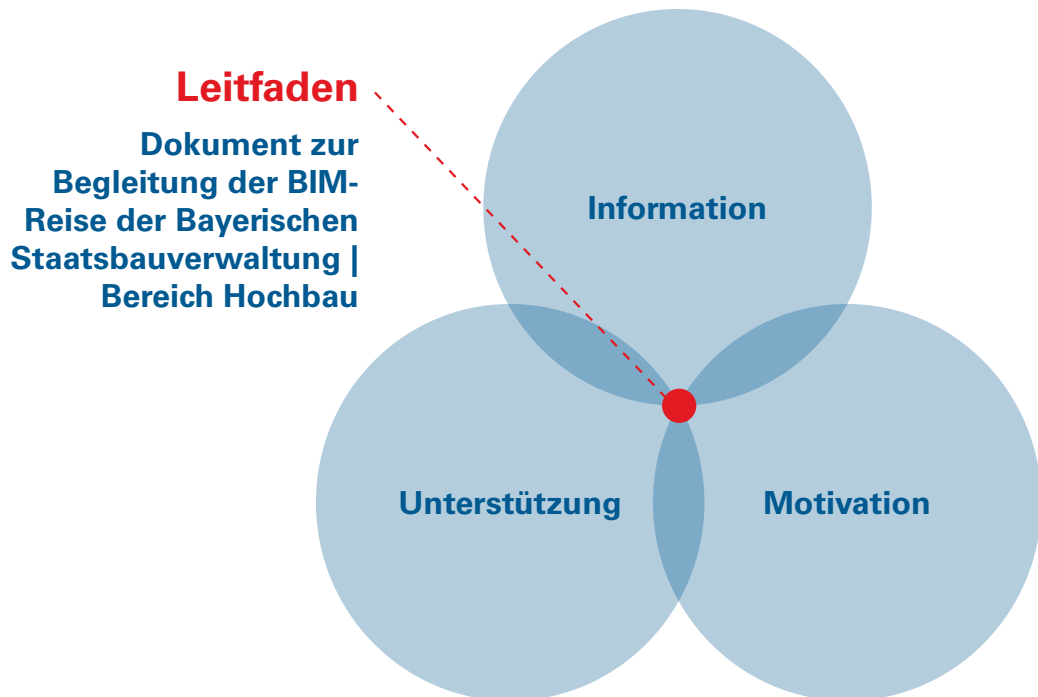 Leitfaden
Dokument zur
Begleitung der BIM-
Reise der Bayerischen
Staatsbauverwaltung |
Bereich Hochbau
Information
Unterstützung
Motivation